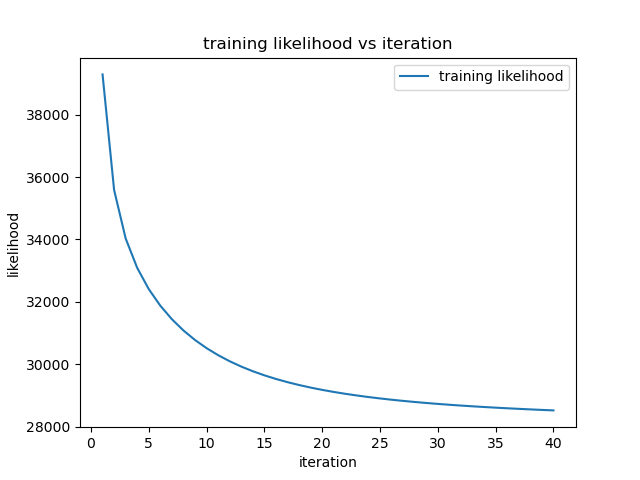 training likelihood vs iteration
training likelihood
38000
36000
34000
32000
30000
28000
likelihood
0 5 10 15 20 25 30 35 40
iteration